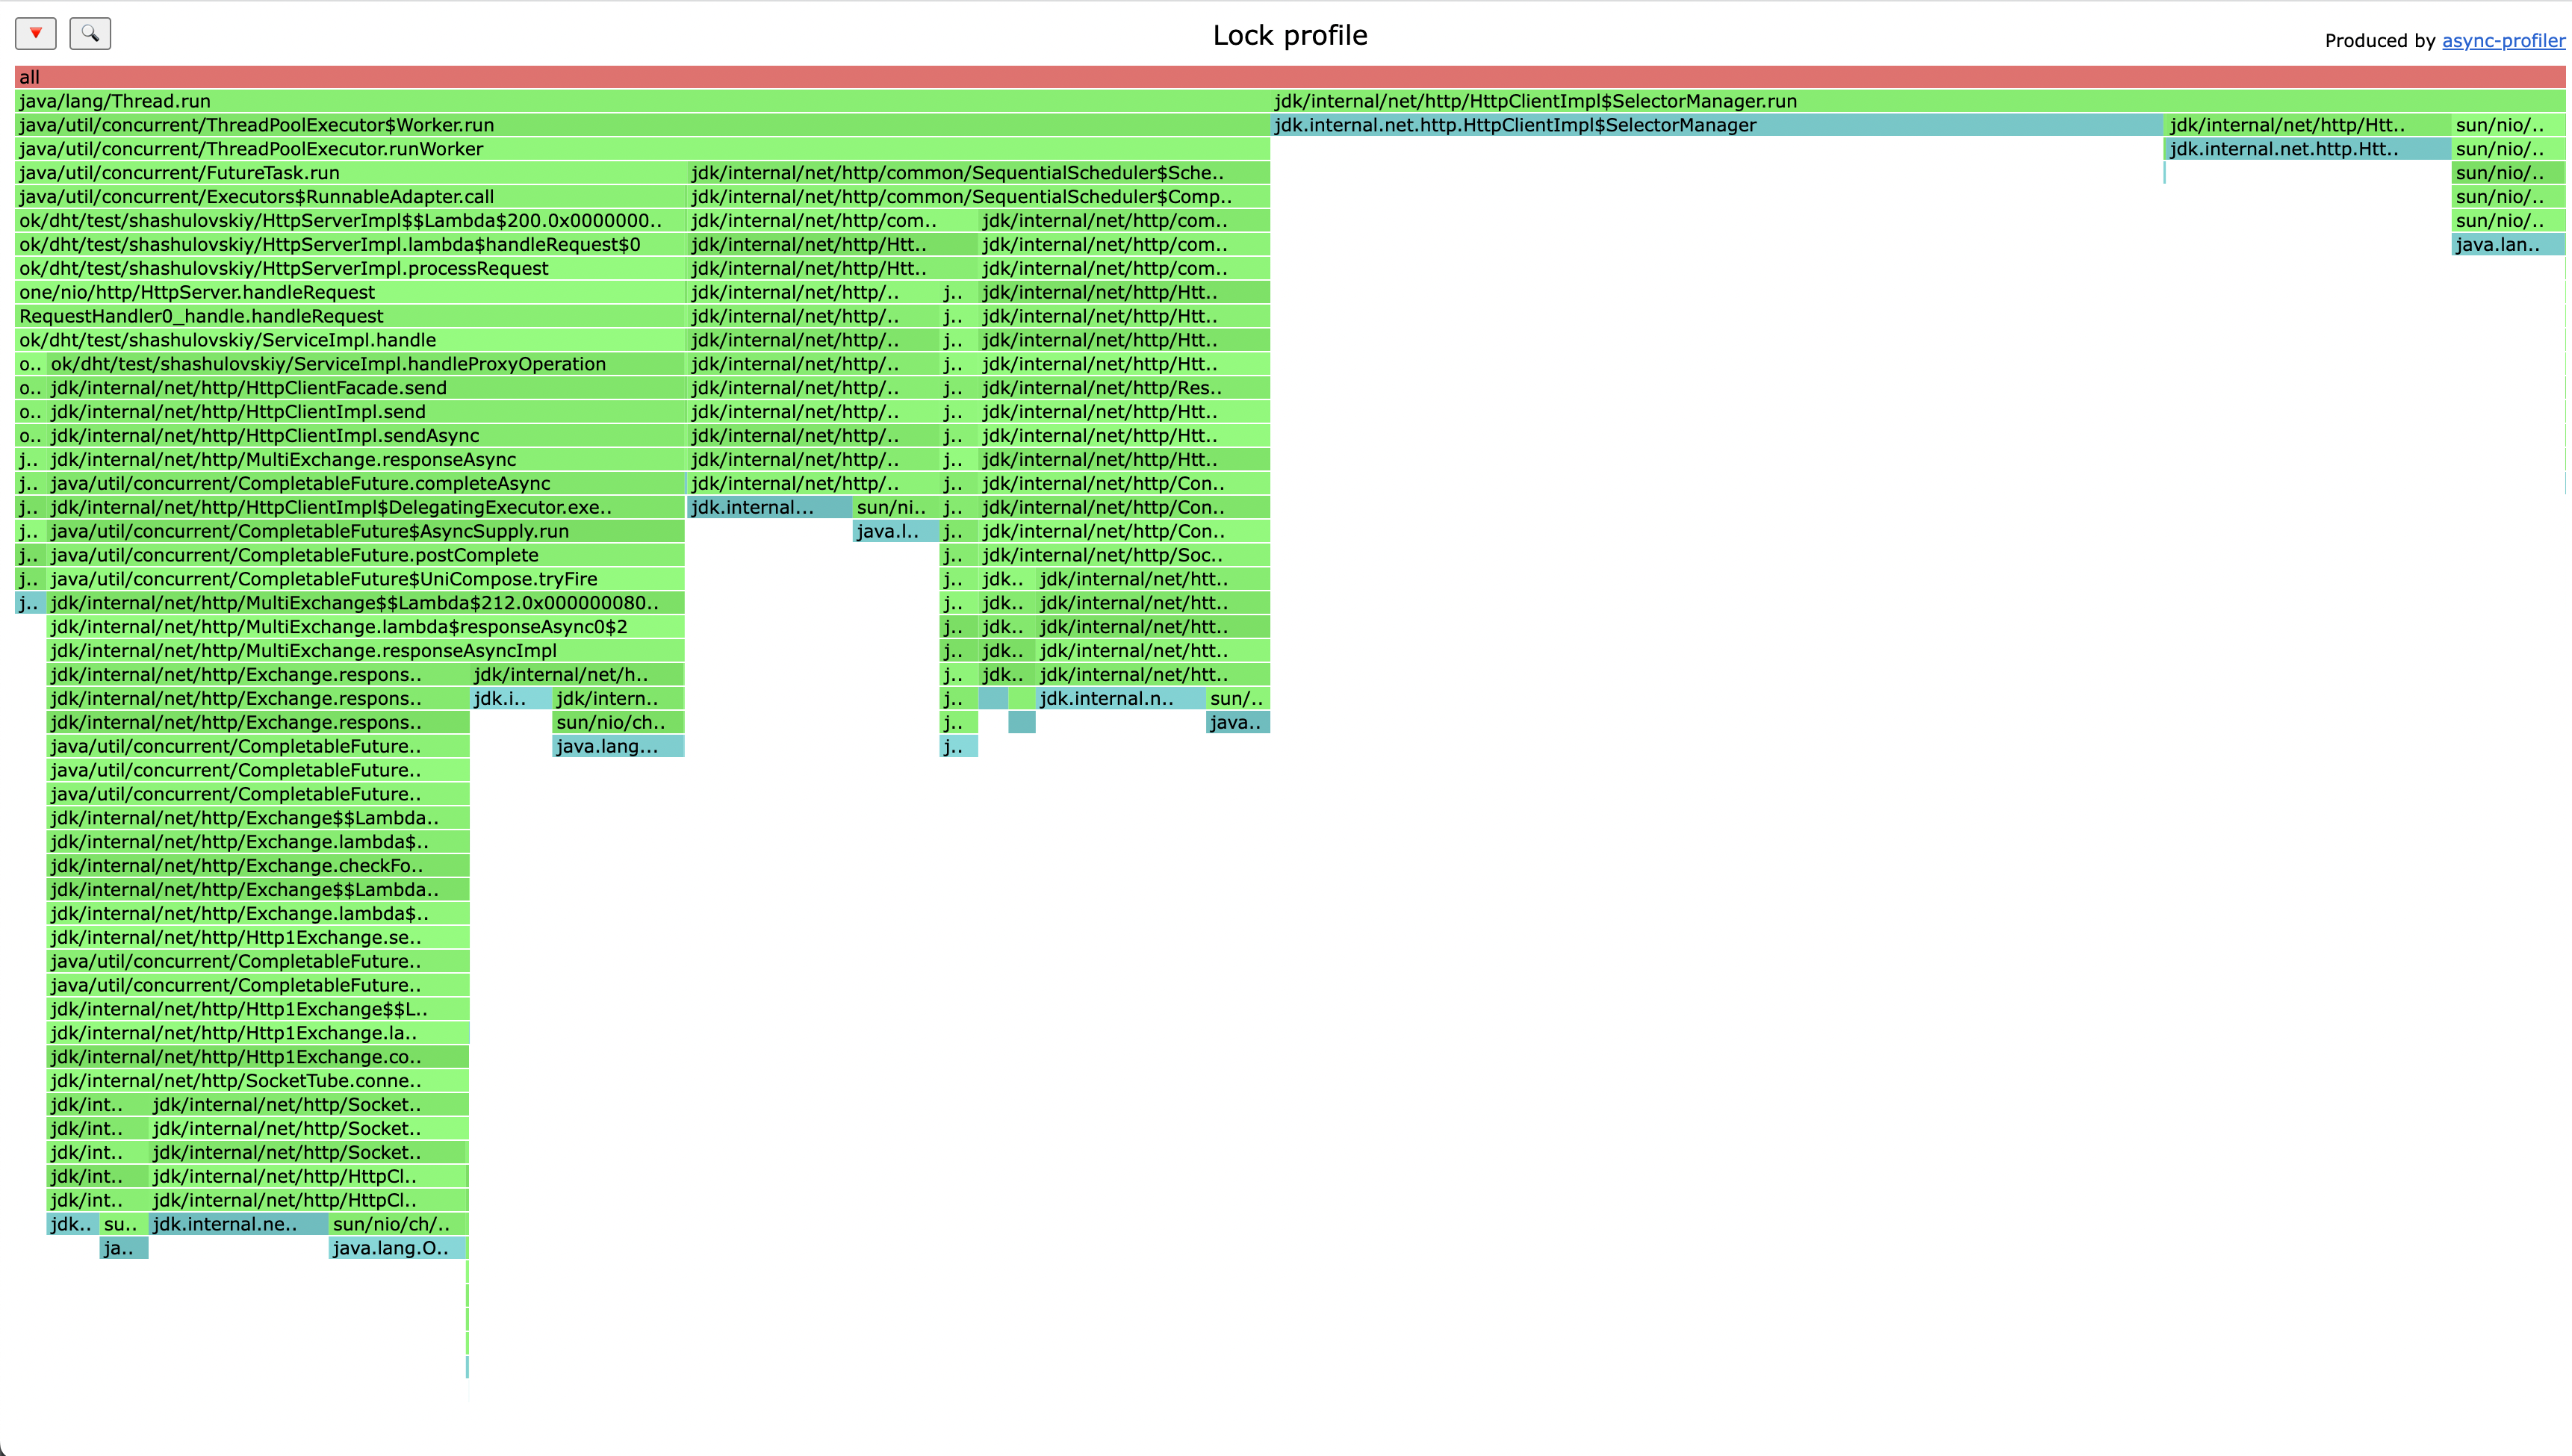 🔻 🔍 Lock profile Produced by async-profiler
all
java/lang/Thread.run jdk/internal/net/http/HttpClientImpl$SelectorManager.run
java/util/concurrent/ThreadPoolExecutor$Worker.run jdk.internal.net.http.HttpClientImpl$SelectorManager jdk/internal/net/http/Htt.. sun/nio/..
java/util/concurrent/ThreadPoolExecutor.runWorker jdk.internal.net.http.Htt.. sun/nio/..
java/util/concurrent/FutureTask.run jdk/internal/net/http/common/SequentialScheduler$Sche.. sun/nio/..
java/util/concurrent/Executors$RunnableAdapter.call jdk/internal/net/http/common/SequentialScheduler$Comp.. sun/nio/..
ok/dht/test/shashulovskiy/HttpServerImpl$$Lambda$200.0x0000000.. jdk/internal/net/http/com.. jdk/internal/net/http/com.. sun/nio/..
ok/dht/test/shashulovskiy/HttpServerImpl.lambda$handleRequest$0 jdk/internal/net/http/Htt.. jdk/internal/net/http/com.. java.lan..
ok/dht/test/shashulovskiy/HttpServerImpl.processRequest jdk/internal/net/http/Htt.. jdk/internal/net/http/com..
one/nio/http/HttpServer.handleRequest jdk/internal/net/http/.. j.. jdk/internal/net/http/Htt..
RequestHandler0_handle.handleRequest jdk/internal/net/http/.. j.. jdk/internal/net/http/Htt..
ok/dht/test/shashulovskiy/ServiceImpl.handle jdk/internal/net/http/.. j.. jdk/internal/net/http/Htt..
o.. ok/dht/test/shashulovskiy/ServiceImpl.handleProxyOperation jdk/internal/net/http/.. j.. jdk/internal/net/http/Htt..
o.. jdk/internal/net/http/HttpClientFacade.send jdk/internal/net/http/.. j.. jdk/internal/net/http/Res..
o.. jdk/internal/net/http/HttpClientImpl.send jdk/internal/net/http/.. j.. jdk/internal/net/http/Htt..
o.. jdk/internal/net/http/HttpClientImpl.sendAsync jdk/internal/net/http/.. j.. jdk/internal/net/http/Htt..
j.. jdk/internal/net/http/MultiExchange.responseAsync jdk/internal/net/http/.. j.. jdk/internal/net/http/Htt..
j.. java/util/concurrent/CompletableFuture.completeAsync jdk/internal/net/http/.. j.. jdk/internal/net/http/Con..
j.. jdk/internal/net/http/HttpClientImpl$DelegatingExecutor.exe.. jdk.internal... sun/ni.. j.. jdk/internal/net/http/Con..
j.. java/util/concurrent/CompletableFuture$AsyncSupply.run java.l.. j.. jdk/internal/net/http/Con..
j.. java/util/concurrent/CompletableFuture.postComplete j.. jdk/internal/net/http/Soc..
j.. java/util/concurrent/CompletableFuture$UniCompose.tryFire j.. jdk.. jdk/internal/net/htt..
j.. jdk/internal/net/http/MultiExchange$$Lambda$212.0x000000080.. j.. jdk.. jdk/internal/net/htt..
jdk/internal/net/http/MultiExchange.lambda$responseAsync0$2 j.. jdk.. jdk/internal/net/htt..
jdk/internal/net/http/MultiExchange.responseAsyncImpl j.. jdk.. jdk/internal/net/htt..
jdk/internal/net/http/Exchange.respons.. jdk/internal/net/h.. j.. jdk.. jdk/internal/net/htt..
jdk/internal/net/http/Exchange.respons.. jdk.i.. jdk/intern.. j.. jdk.internal.n.. sun/..
jdk/internal/net/http/Exchange.respons.. sun/nio/ch.. j.. java..
java/util/concurrent/CompletableFuture.. java.lang... j..
java/util/concurrent/CompletableFuture..
java/util/concurrent/CompletableFuture..
jdk/internal/net/http/Exchange$$Lambda..
jdk/internal/net/http/Exchange.lambda$..
jdk/internal/net/http/Exchange.checkFo..
jdk/internal/net/http/Exchange$$Lambda..
jdk/internal/net/http/Exchange.lambda$..
jdk/internal/net/http/Http1Exchange.se..
java/util/concurrent/CompletableFuture..
java/util/concurrent/CompletableFuture..
jdk/internal/net/http/Http1Exchange$$L..
jdk/internal/net/http/Http1Exchange.la..
jdk/internal/net/http/Http1Exchange.co..
jdk/internal/net/http/SocketTube.conne..
jdk/int.. jdk/internal/net/http/Socket..
jdk/int.. jdk/internal/net/http/Socket..
jdk/int.. jdk/internal/net/http/Socket..
jdk/int.. jdk/internal/net/http/HttpCl..
jdk/int.. jdk/internal/net/http/HttpCl..
jdk.. su.. jdk.internal.ne.. sun/nio/ch/..
ja.. java.lang.O..